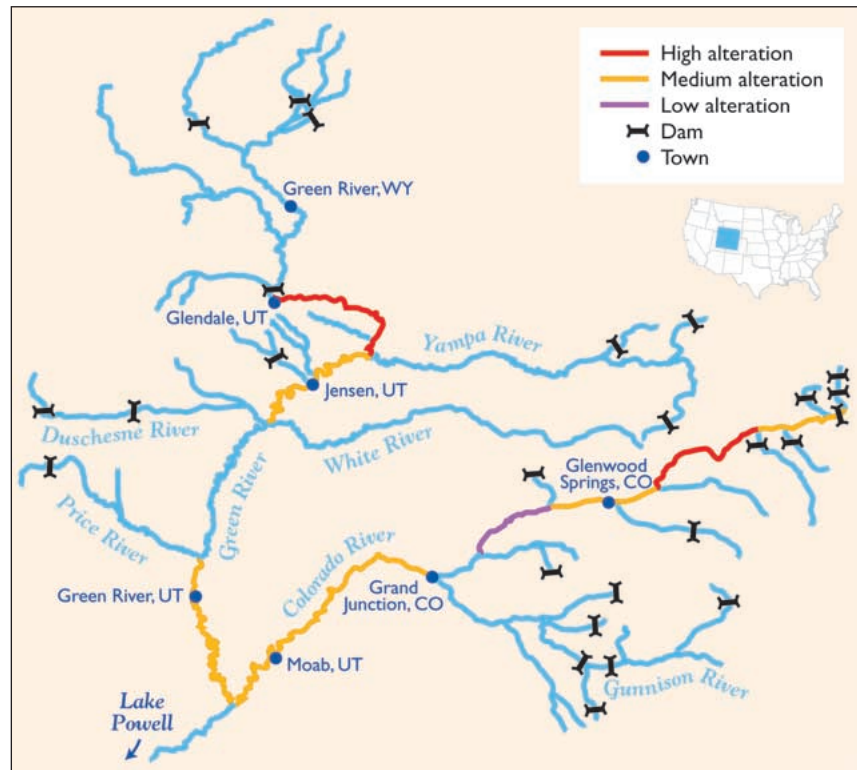 High alteration
Medium alteration
Low alteration
Dam
Town
Green River, WY
Glendale, UT
Yampa River
Jensen, UT
Duschesne River
White River
Glenwood
Springs, CO
Price River
Green River
Colorado River
Green River, UT
Grand
Junction, CO
Moab, UT
Gunnison River
Lake
Powell